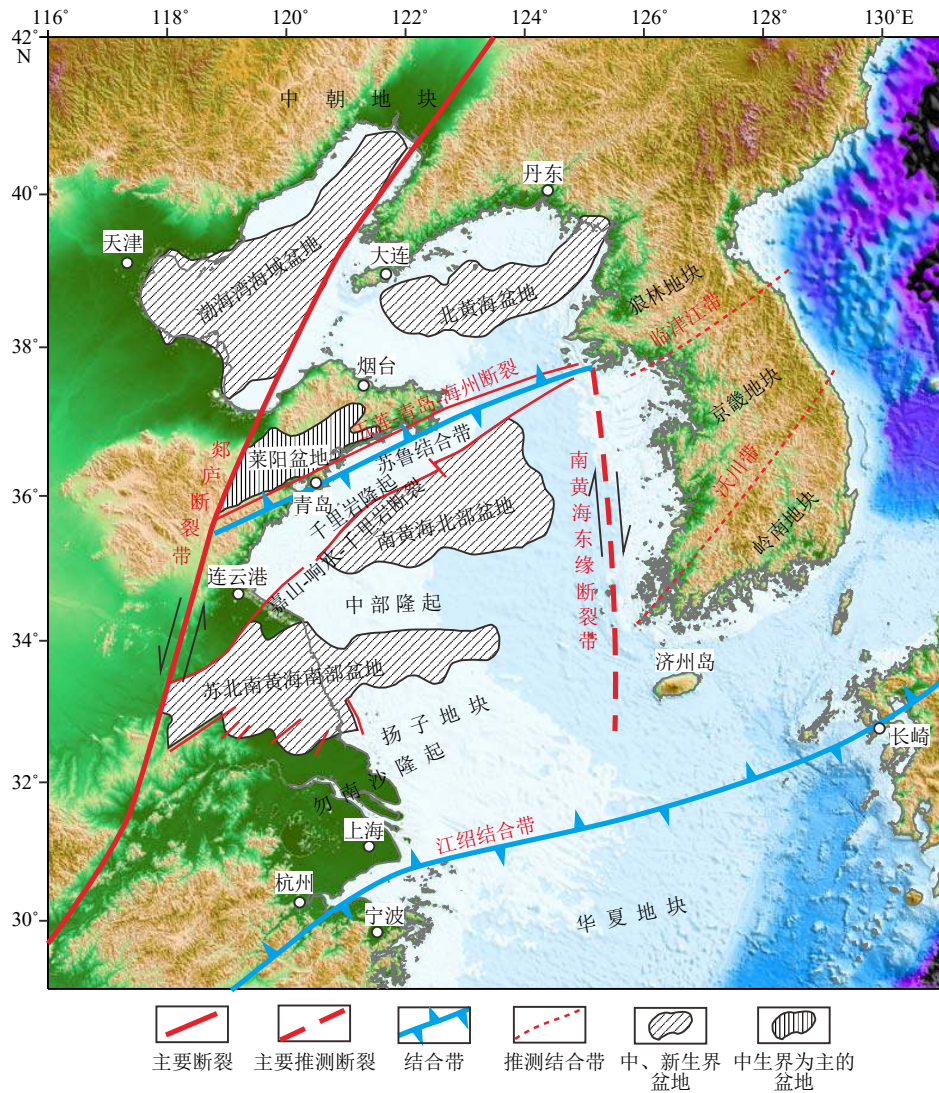 116°
118°
120°
122°
124°
126°
128°
130°E
42°
N
40°
38°
36°
34°
32°
30°
中朝地块
丹东
天津
大连
渤海湾海域盆地
北黄海盆地
狼林地块
临津江带
烟台
五莲-青岛-海州断裂
京畿地块
郯庐断裂带
莱阳盆地
苏鲁结合带
沃川带
青岛
千里岩隆起
南黄海北部盆地
南黄海东缘断裂带
岭南地块
嘉山-响水-千里岩断裂
连云港
中部隆起
苏北南黄海南部盆地
济州岛
扬子地块
长崎
勿南沙隆起
上海
江绍结合带
杭州
宁波
华夏地块
主要断裂
主要推测断裂
结合带
推测结合带
中、新生界
盆地
中生界为主的
盆地